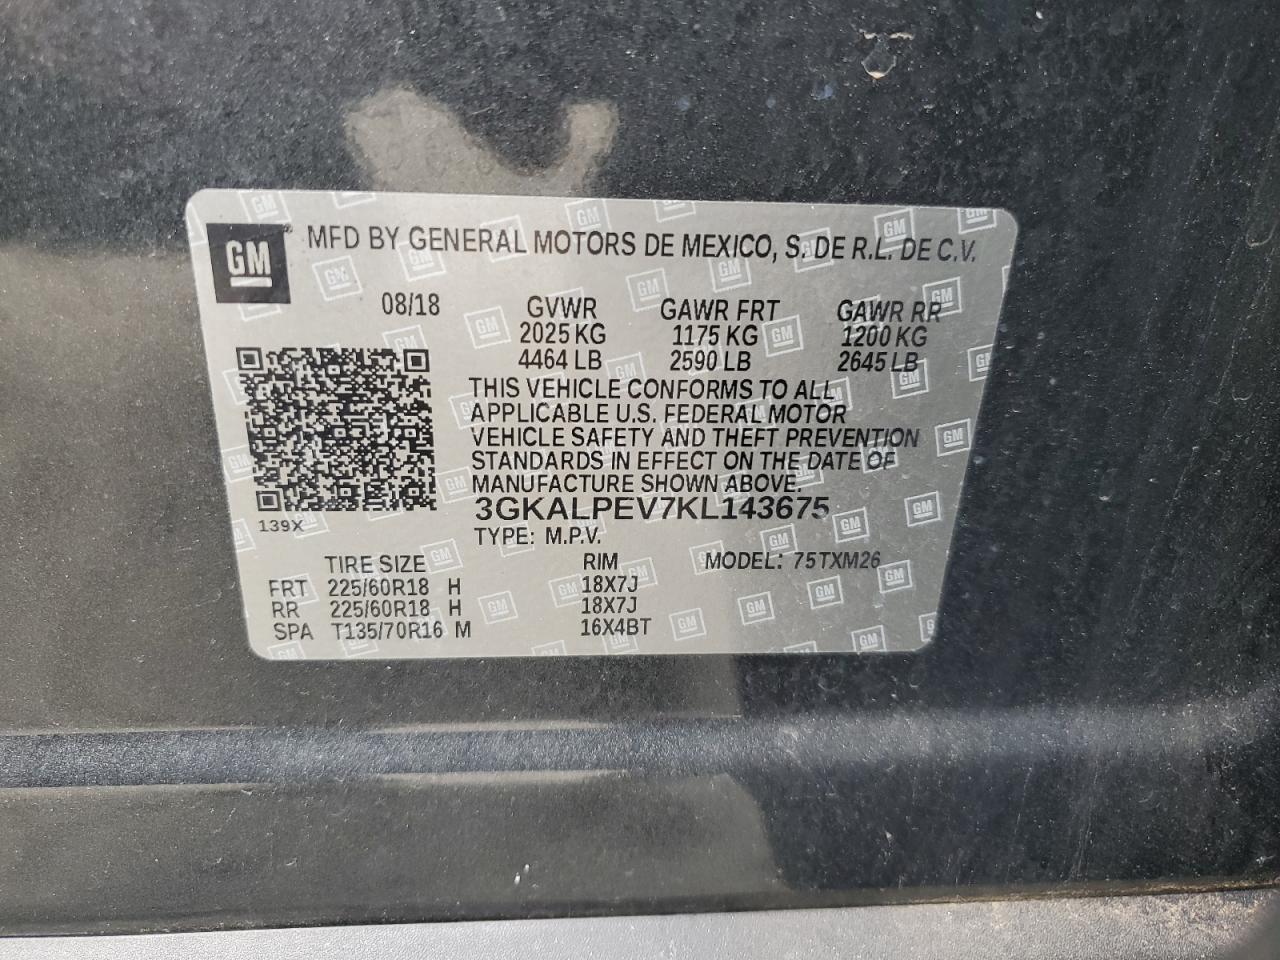 GM MFD BY GENERAL MOTORS DE MEXICO, S. DE R.L. DE C.V.
08/18 GVWR GAWR FRT GAWR RR
2025 KG 1175 KG 1200 KG
4464 LB 2590 LB 2645 LB
THIS VEHICLE CONFORMS TO ALL
APPLICABLE U.S. FEDERAL MOTOR
VEHICLE SAFETY AND THEFT PREVENTION
STANDARDS IN EFFECT ON THE DATE OF
MANUFACTURE SHOWN ABOVE.
3GKALPEV7KL143675
139X
TYPE: M.P.V.
TIRE SIZE RIM MODEL: 75TXM26
FRT 225/60R18 H 18X7J
RR 225/60R18 H 18X7J
SPA T135/70R16 M 16X4BT